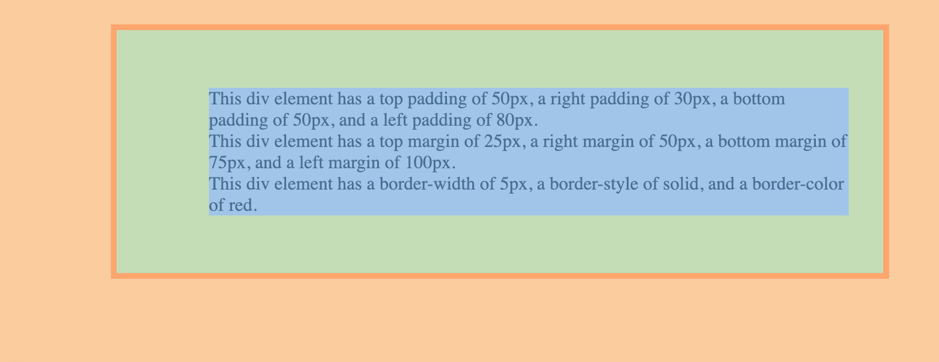 This div element has a top padding of 50px, a right padding of 30px, a bottom
padding of 50px, and a left padding of 80px.
This div element has a top margin of 25px, a right margin of 50px, a bottom margin of
75px, and a left margin of 100px.
This div element has a border-width of 5px, a border-style of solid, and a border-color
of red.